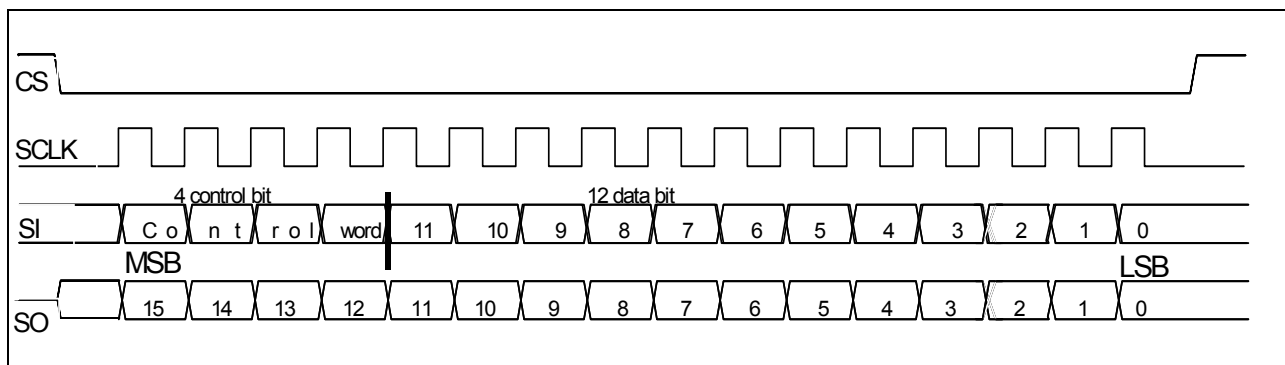 CS
SCLK
4 control bit 12 data bit
SI C o n t r o l word 11 10 9 8 7 6 5 4 3 2 1 0
MSB LSB
SO 15 14 13 12 11 10 9 8 7 6 5 4 3 2 1 0